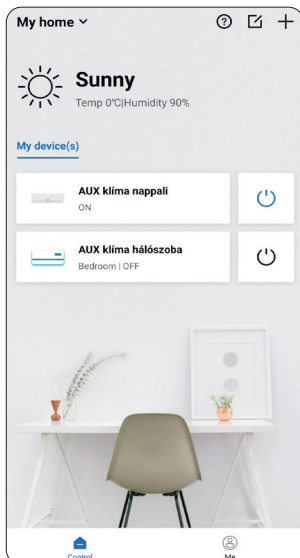 My home
Sunny
Temp 0℃|Humidity 90%
My device(s)
AUX klíma nappali
ON
AUX klíma hálószoba
Bedroom | OFF
Control
Me